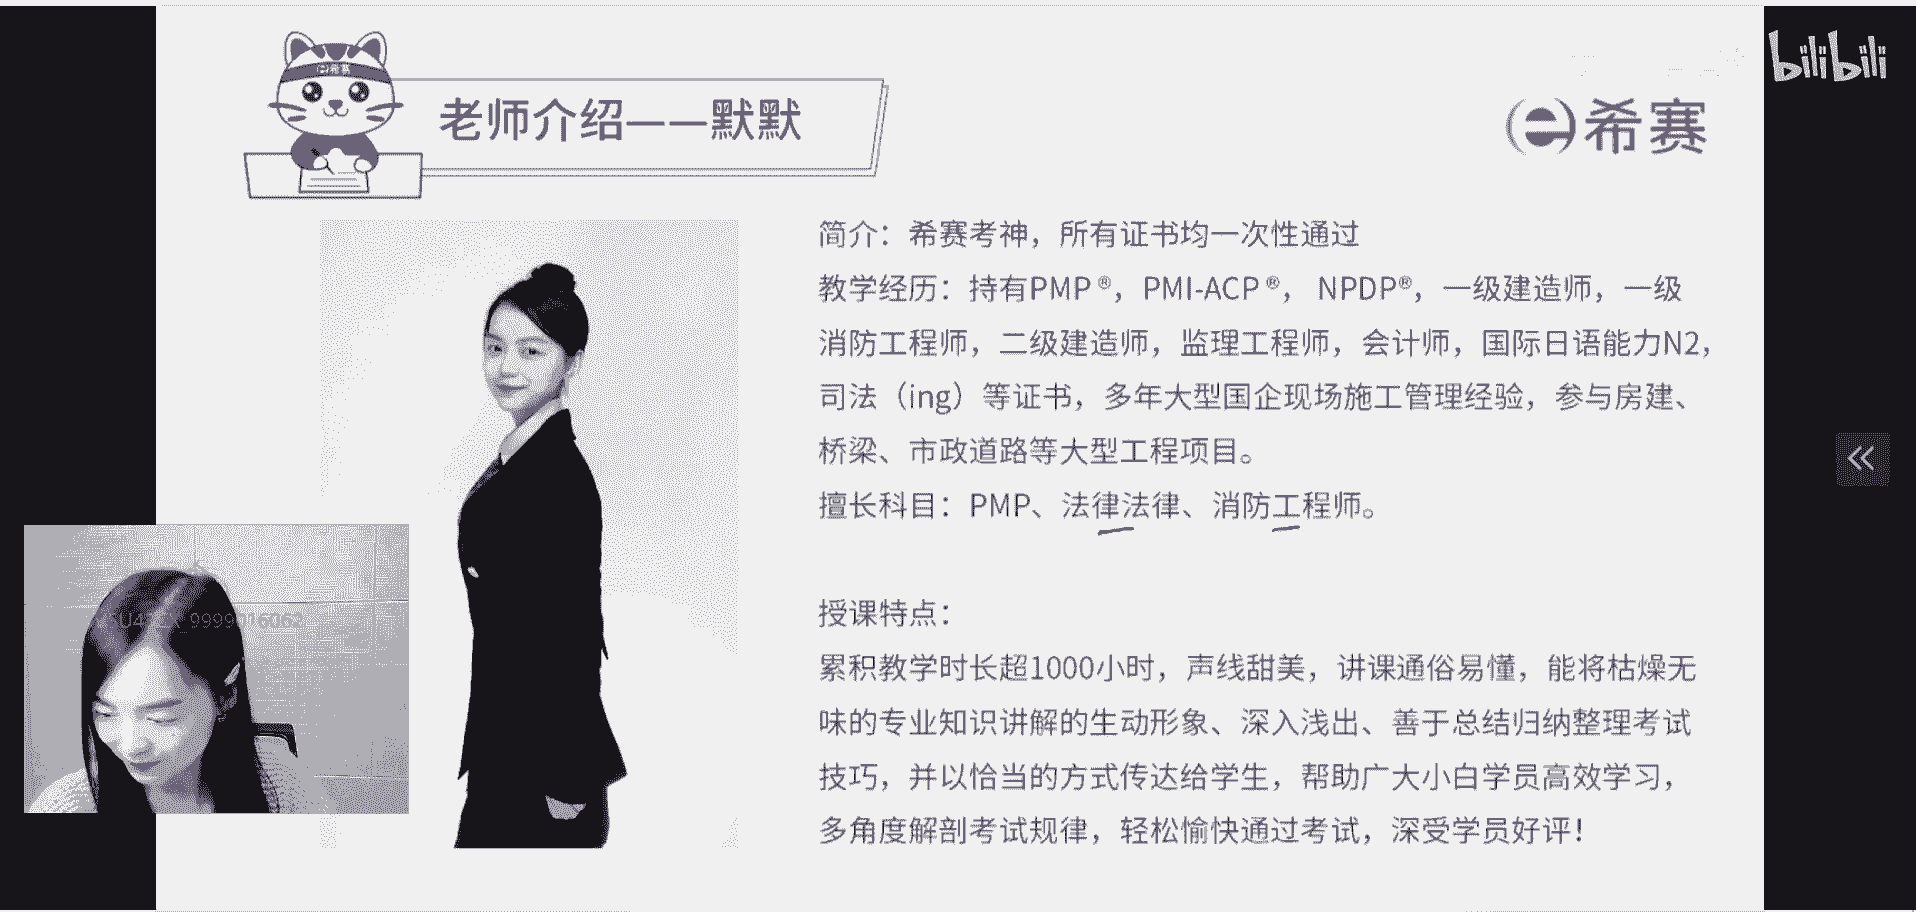 bilibili
老师介绍——默默
希赛
希赛
简介：希赛考神，所有证书均一次性通过
教学经历：持有PMP®，PMI-ACP®， NPDP®，一级建造师，一级
消防工程师，二级建造师，监理工程师，会计师，国际日语能力N2，
司法（ing）等证书，多年大型国企现场施工管理经验，参与房建、
桥梁、市政道路等大型工程项目。
擅长科目：PMP、法律法律、消防工程师。
授课特点：
累积教学时长超1000小时，声线甜美，讲课通俗易懂，能将枯燥无
味的专业知识讲解的生动形象、深入浅出、善于总结归纳整理考试
技巧，并以恰当的方式传达给学生，帮助广大小白学员高效学习，
多角度解剖考试规律，轻松愉快通过考试，深受学员好评！